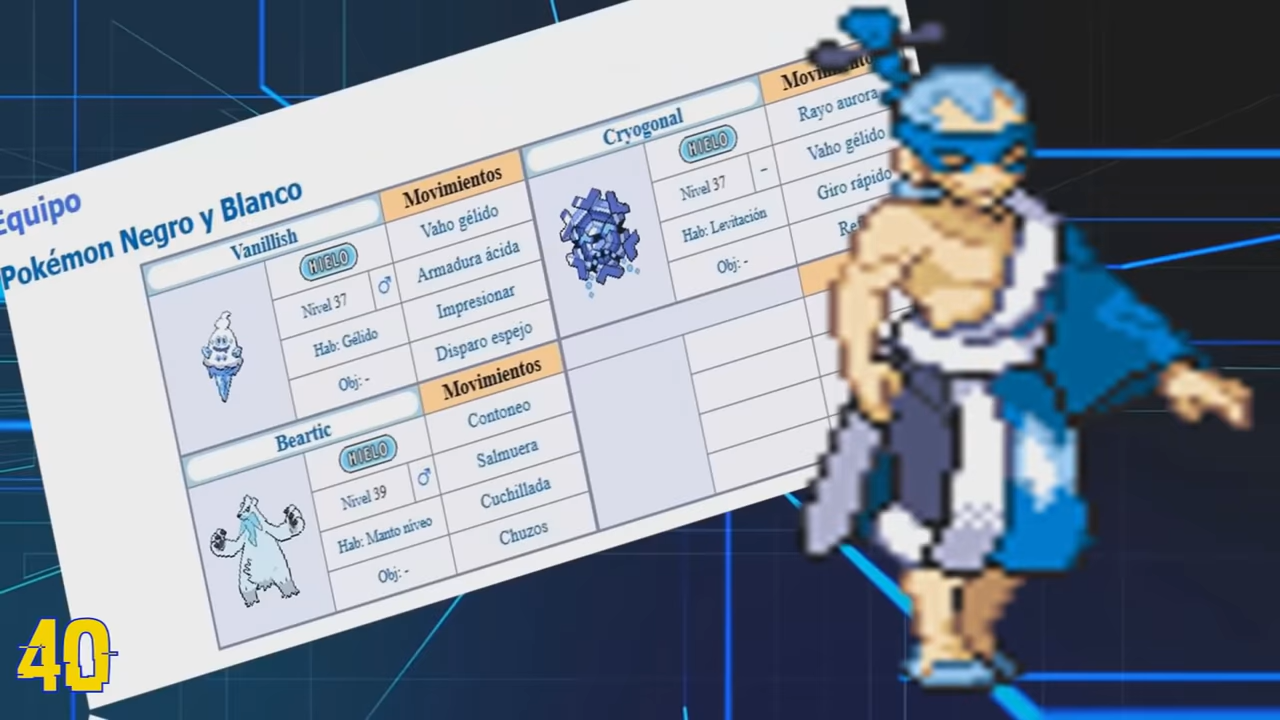 Equipo
Pokémon Negro y Blanco
Vanillish
HIELO
Nivel 37
♂
Hab: Gélido
Obj: -
Movimientos
Vaho gélido
Armadura ácida
Impresionar
Disparo espejo
Cryogonal
HIELO
Nivel 37
-
Hab: Levitación
Obj: -
Rayo aurora
Vaho gélido
Giro rápido
Beartic
HIELO
Nivel 39
♂
Hab: Manto níveo
Obj: -
Movimientos
Contoneo
Salmuera
Cuchillada
Chuzos
40